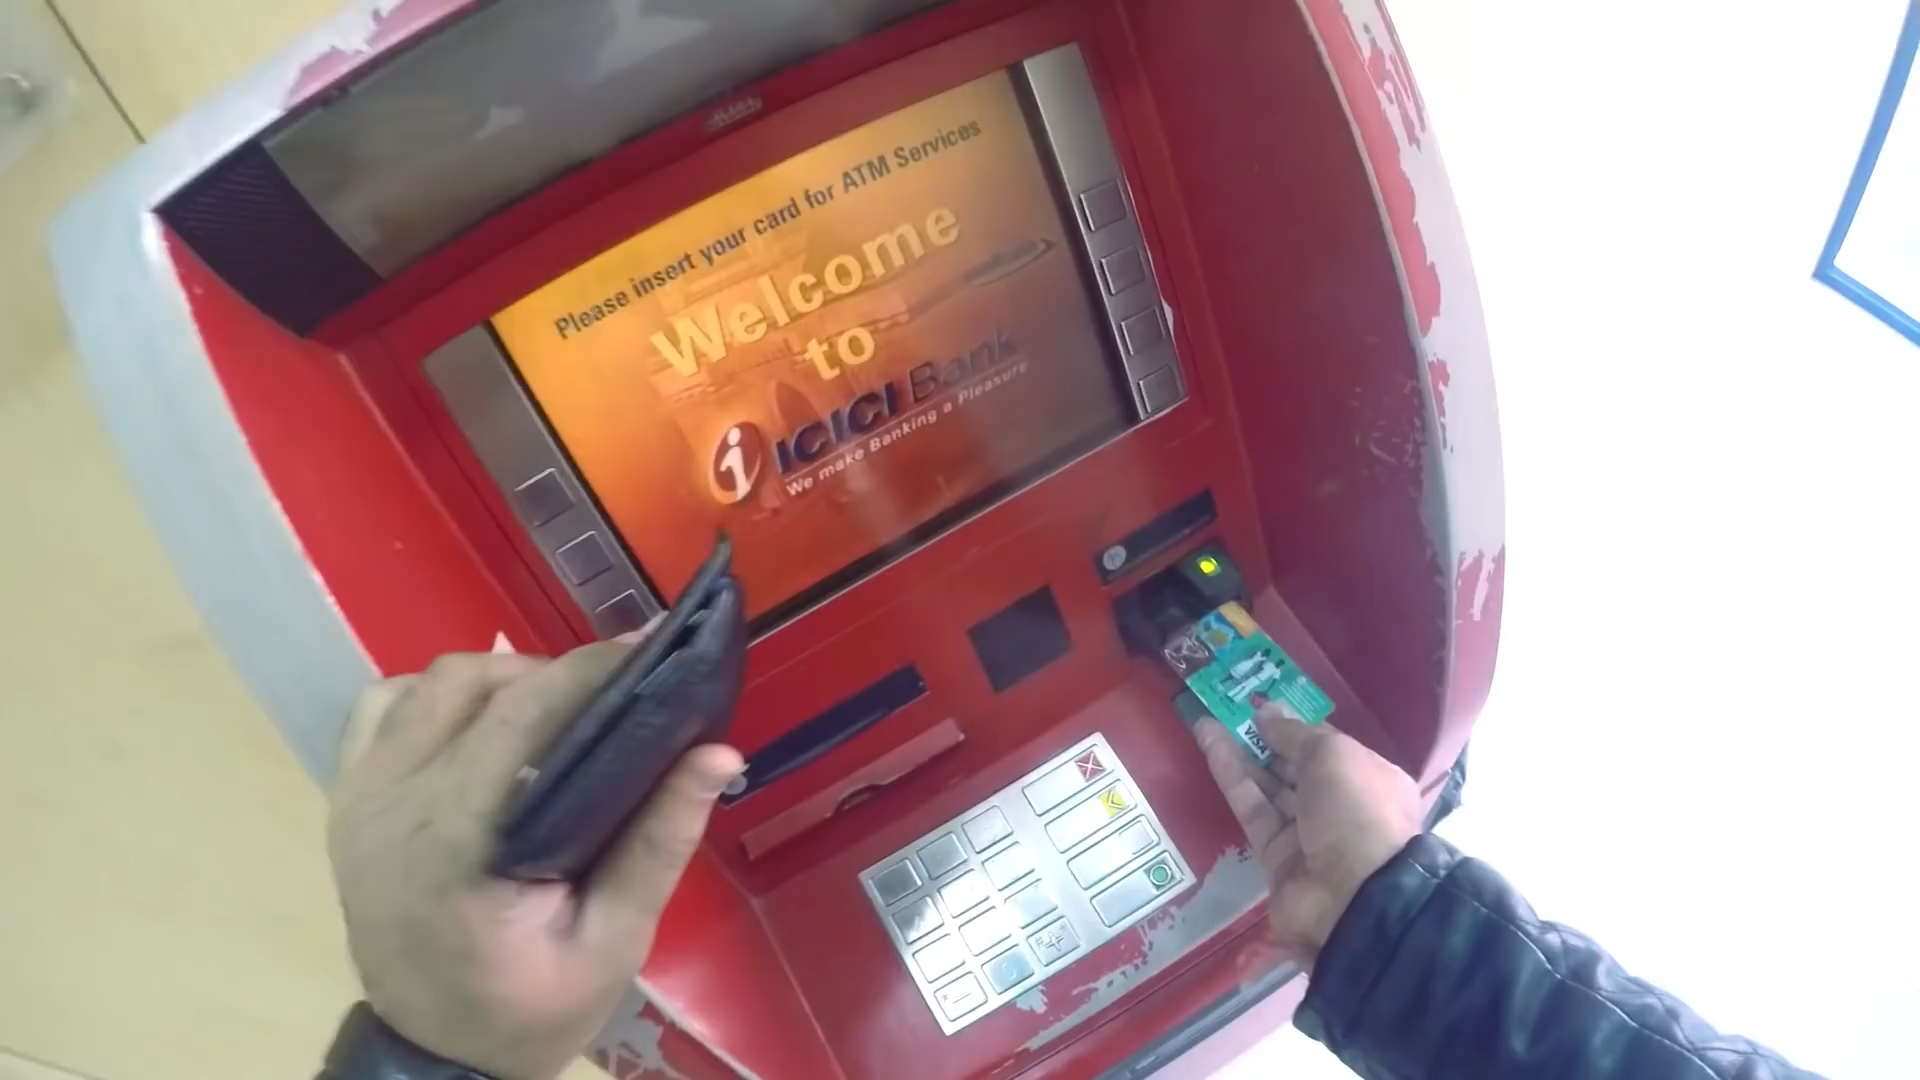 Please insert your card for ATM Services
Welcome
to
i ICICI Bank
We make Banking a Pleasure
VISA